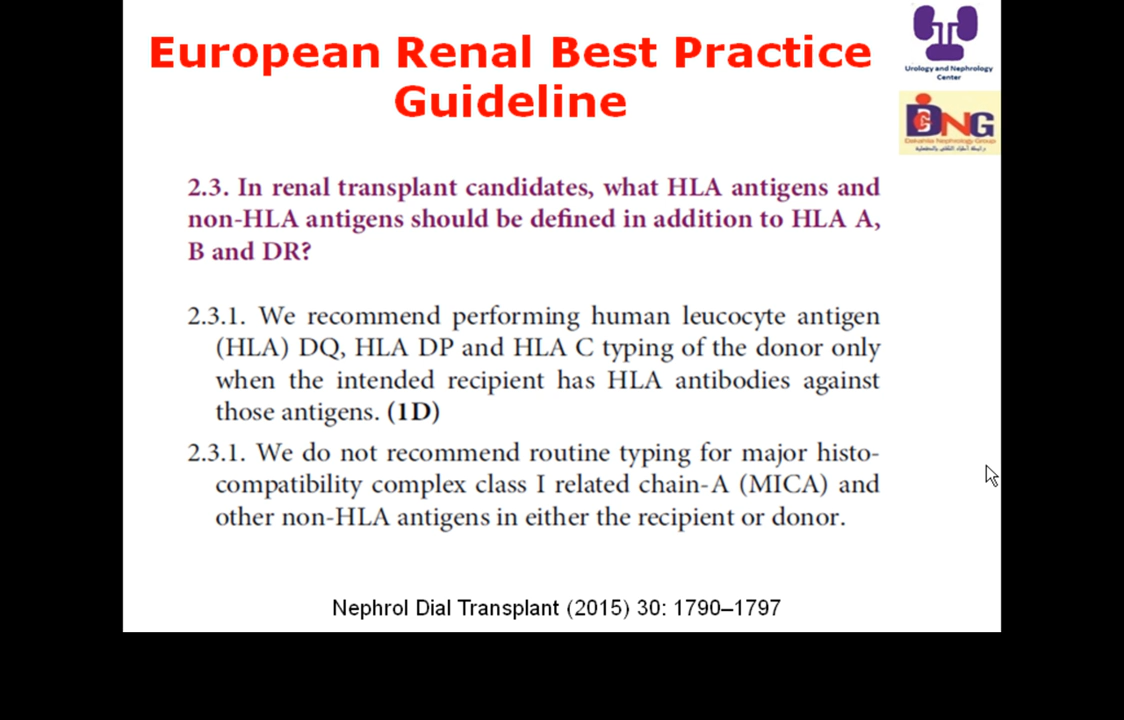 European Renal Best Practice
Guideline
Urology and Nephrology
Center
DNG
Dakahlia Nephrology Group
2.3. In renal transplant candidates, what HLA antigens and
non-HLA antigens should be defined in addition to HLA A,
B and DR?
2.3.1. We recommend performing human leucocyte antigen
(HLA) DQ, HLA DP and HLA C typing of the donor only
when the intended recipient has HLA antibodies against
those antigens. (1D)
2.3.1. We do not recommend routine typing for major histo-
compatibility complex class I related chain-A (MICA) and
other non-HLA antigens in either the recipient or donor.
Nephrol Dial Transplant (2015) 30: 1790–1797